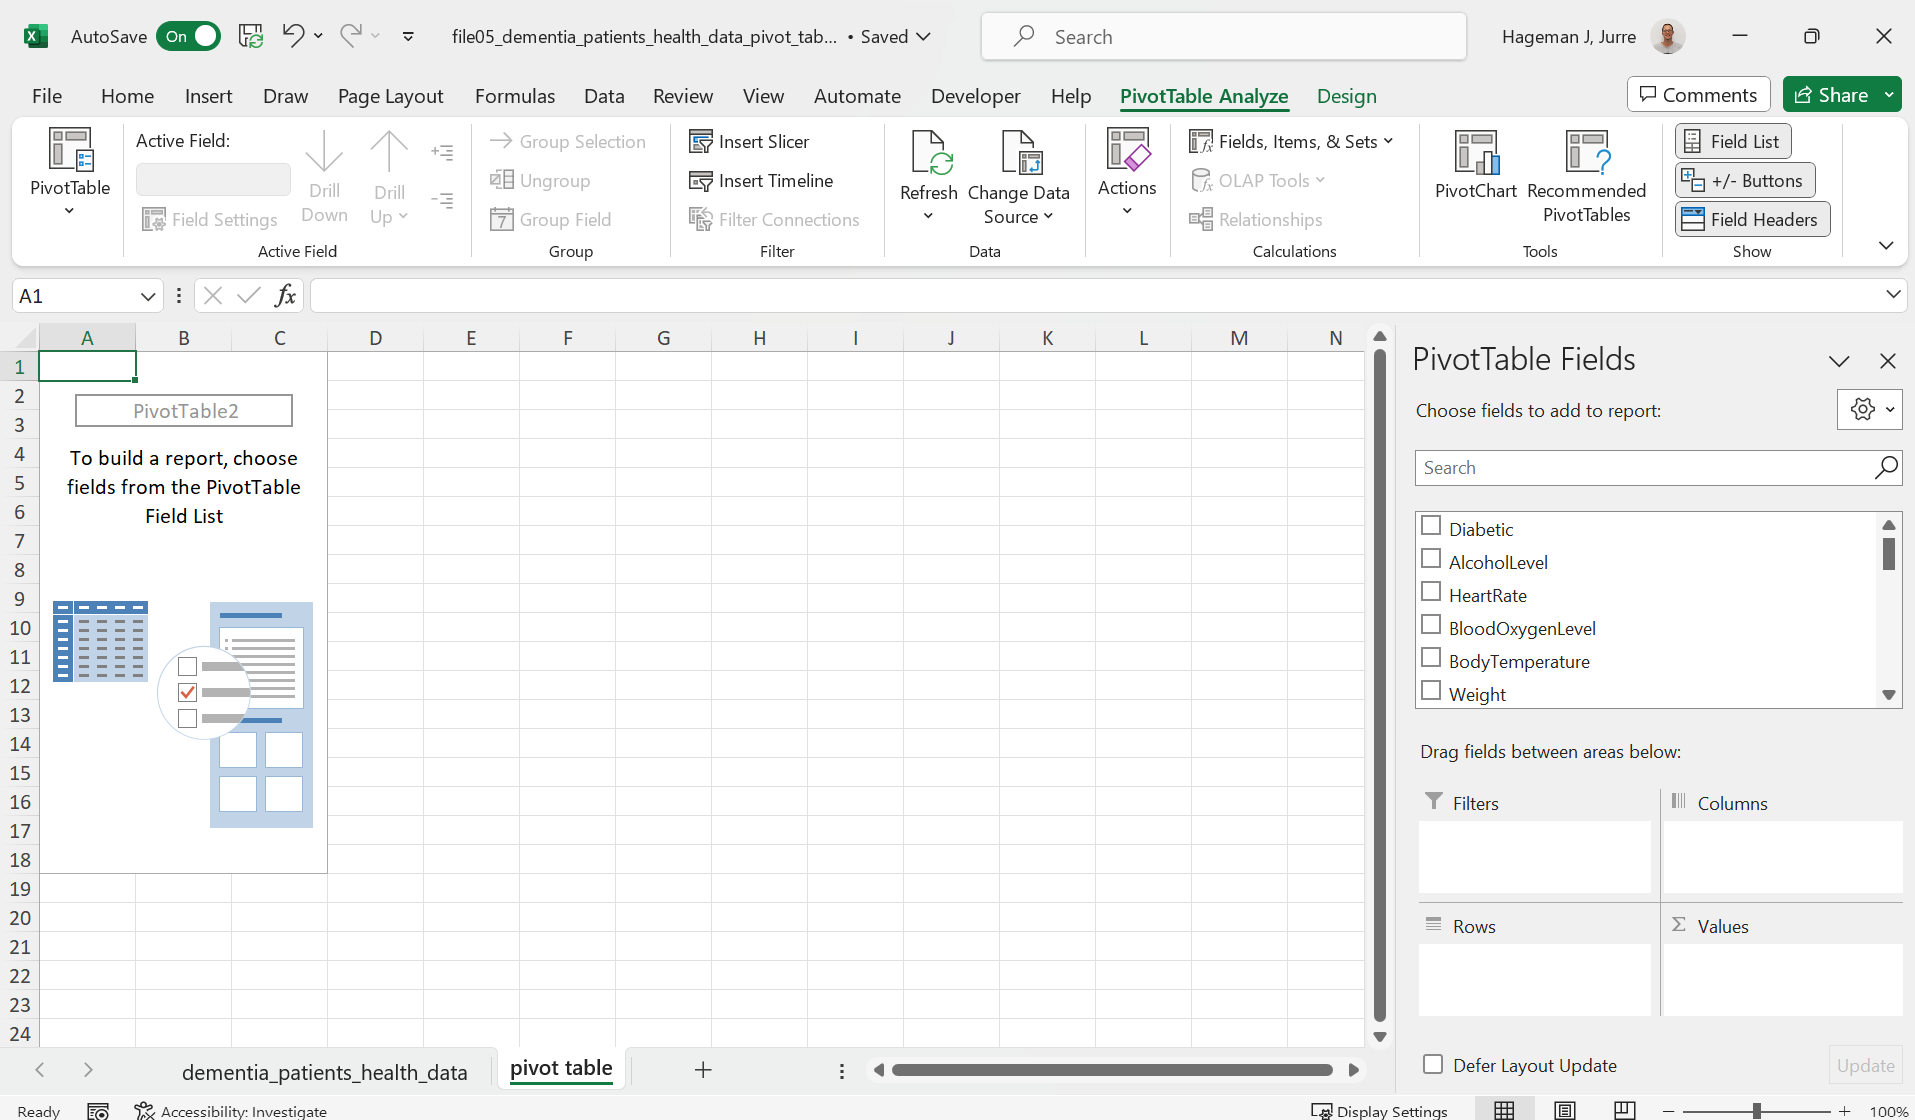 AutoSave On file05_dementia_patients_health_data_pivot_tab... • Saved Search Hageman J, Jurre
File Home Insert Draw Page Layout Formulas Data Review View Automate Developer Help PivotTable Analyze Design Comments Share
PivotTable
Active Field:
Field Settings
Drill
Down
Drill
Up
Active Field
Group Selection
Ungroup
7 Group Field
Group
Insert Slicer
Insert Timeline
Filter Connections
Filter
Refresh
Change Data
Source
Data
Actions
Fields, Items, & Sets
OLAP Tools
Relationships
Calculations
PivotChart
Recommended
PivotTables
Tools
Field List
+/- Buttons
Field Headers
Show
A1 fx
A B C D E F G H I J K L M N
1
2
3
4
5
6
7
8
9
10
11
12
13
14
15
16
17
18
19
20
21
22
23
24
PivotTable2
To build a report, choose
fields from the PivotTable
Field List
PivotTable Fields
Choose fields to add to report:
Search
Diabetic
AlcoholLevel
HeartRate
BloodOxygenLevel
BodyTemperature
Weight
Drag fields between areas below:
Filters
Columns
Rows
Σ Values
Defer Layout Update
Update
dementia_patients_health_data pivot table
Ready Accessibility: Investigate Display Settings 100%